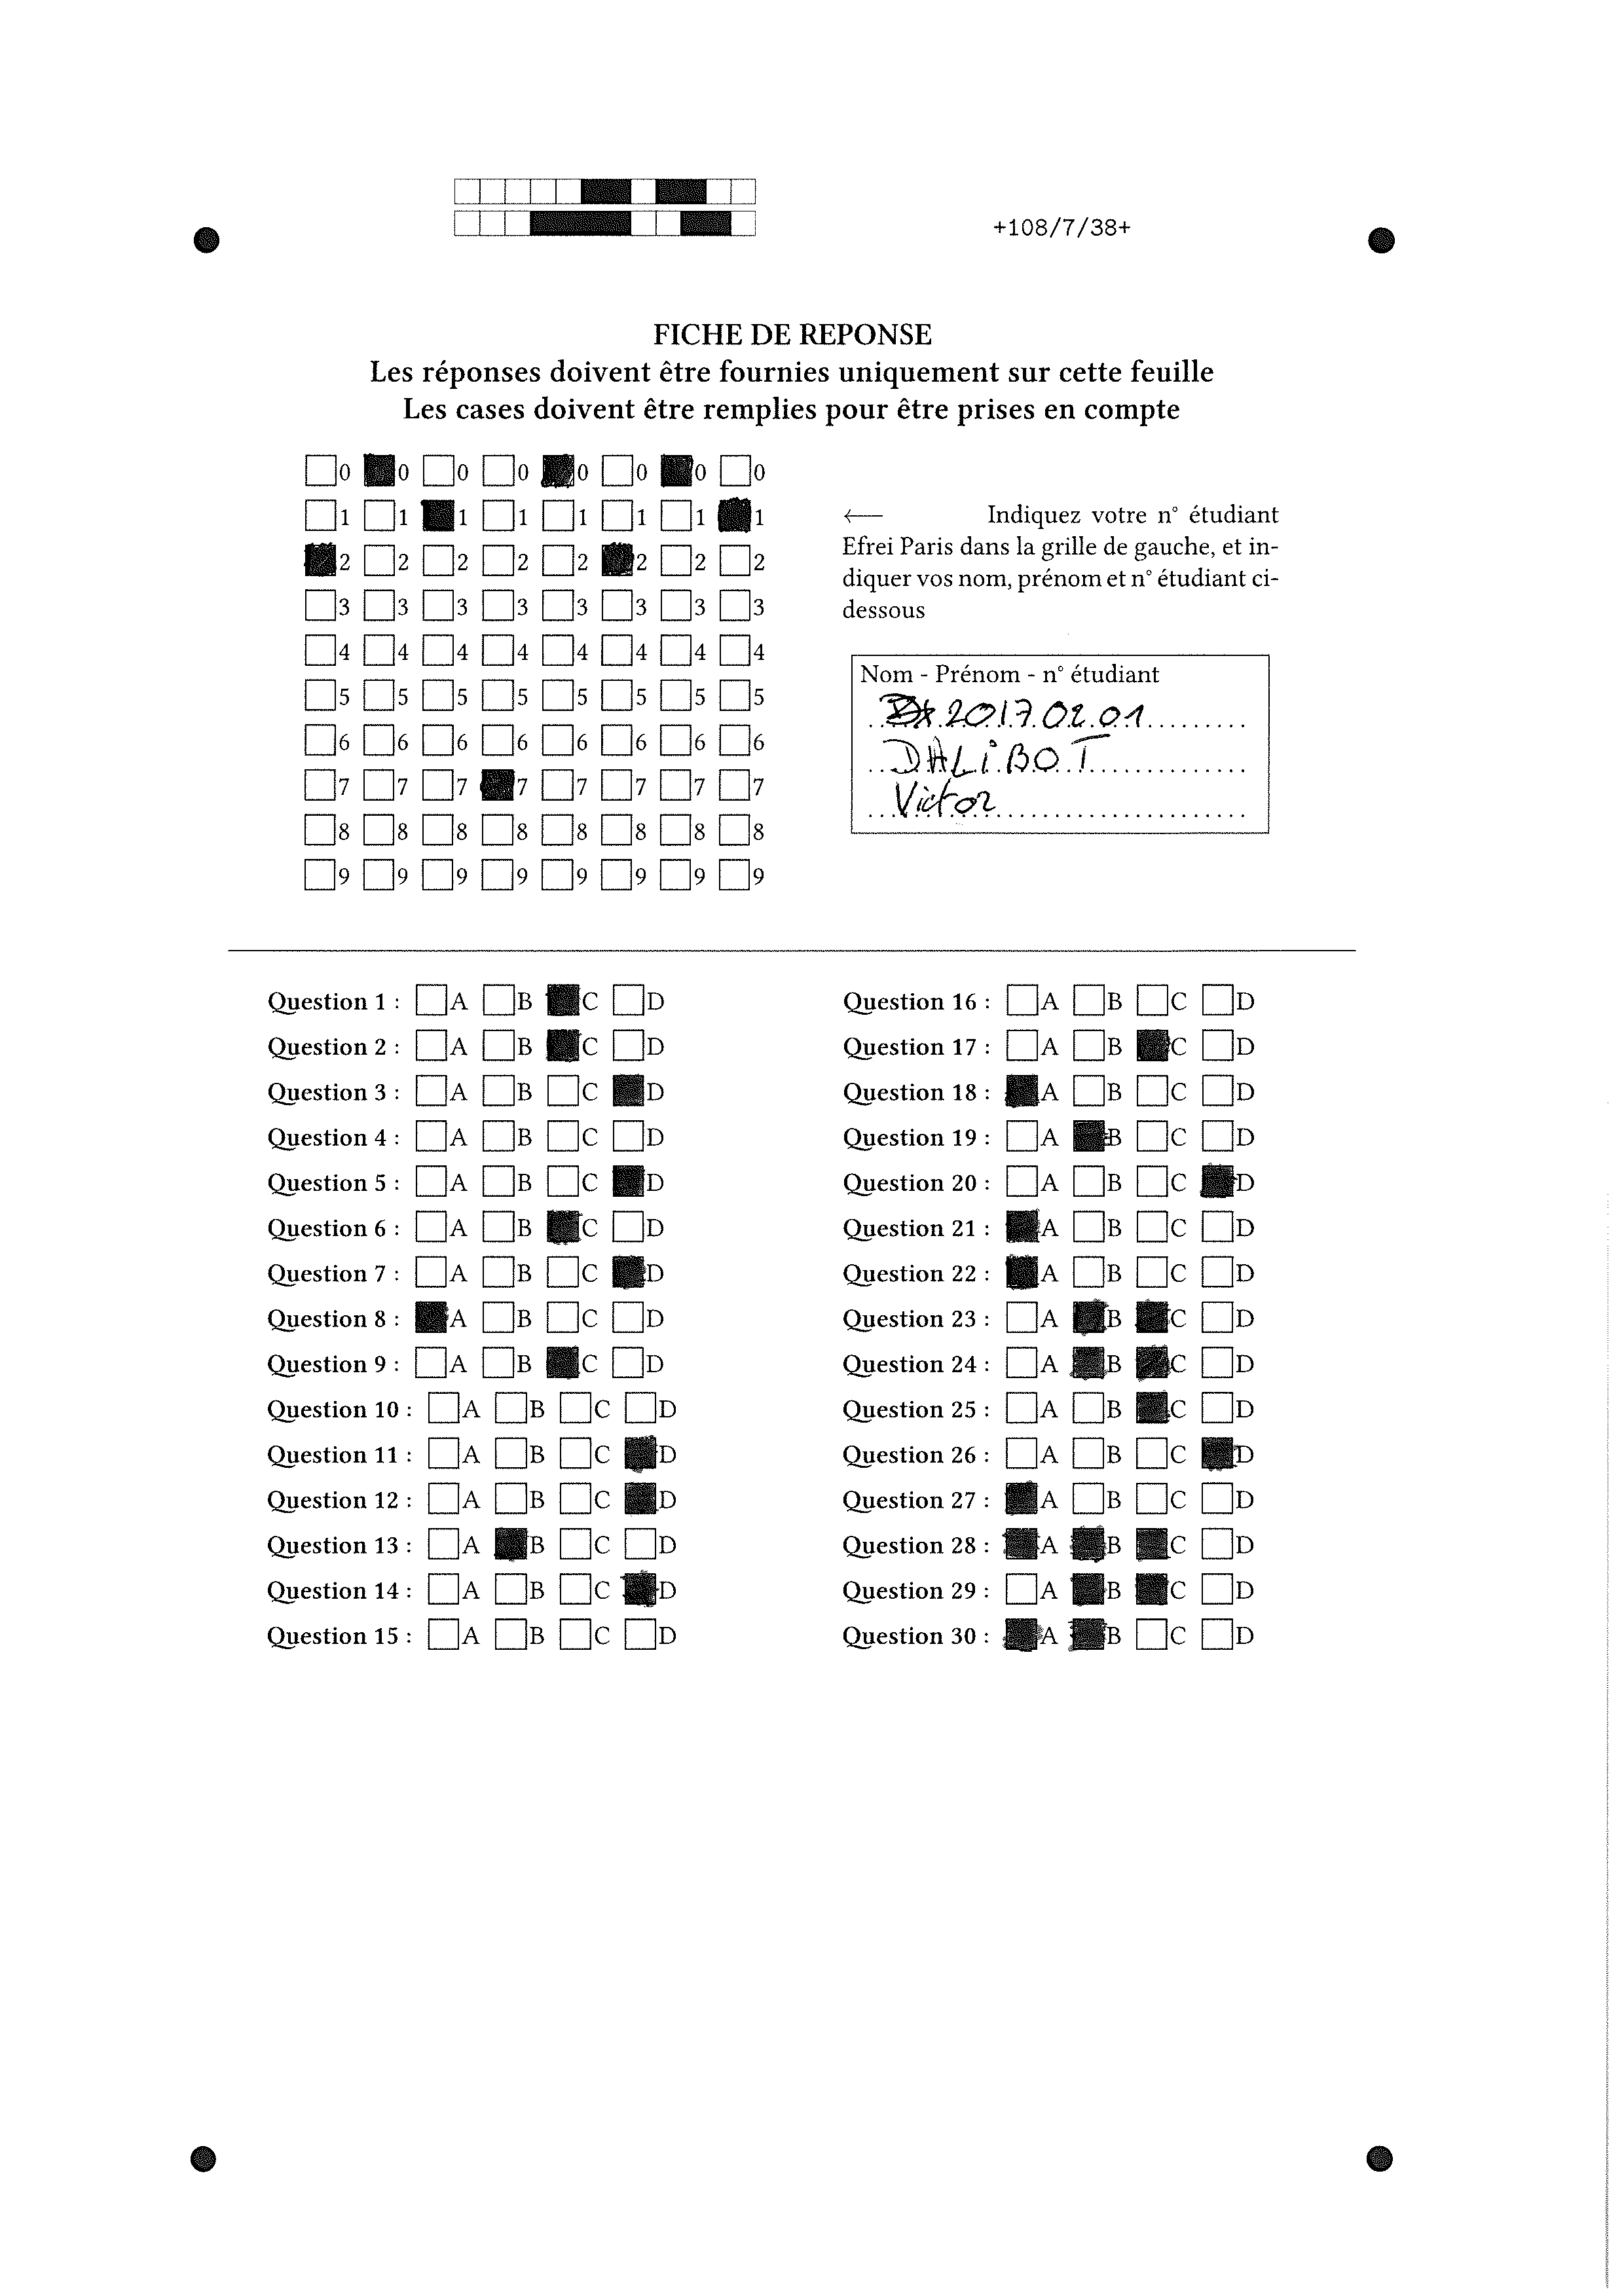 +108/7/38+
FICHE DE REPONSE
Les réponses doivent être fournies uniquement sur cette feuille
Les cases doivent être remplies pour être prises en compte
0 0 0 0 0 0 0 0
1 1 1 1 1 1 1 1
2 2 2 2 2 2 2 2
3 3 3 3 3 3 3 3
4 4 4 4 4 4 4 4
5 5 5 5 5 5 5 5
6 6 6 6 6 6 6 6
7 7 7 7 7 7 7 7
8 8 8 8 8 8 8 8
9 9 9 9 9 9 9 9
← Indiquez votre n° étudiant
Efrei Paris dans la grille de gauche, et in-
diquer vos nom, prénom et n° étudiant ci-
dessous
Nom - Prénom - n° étudiant
20170201
DALIBOT
Victor
Question 1 : A B C D
Question 2 : A B C D
Question 3 : A B C D
Question 4 : A B C D
Question 5 : A B C D
Question 6 : A B C D
Question 7 : A B C D
Question 8 : A B C D
Question 9 : A B C D
Question 10 : A B C D
Question 11 : A B C D
Question 12 : A B C D
Question 13 : A B C D
Question 14 : A B C D
Question 15 : A B C D
Question 16 : A B C D
Question 17 : A B C D
Question 18 : A B C D
Question 19 : A B C D
Question 20 : A B C D
Question 21 : A B C D
Question 22 : A B C D
Question 23 : A B C D
Question 24 : A B C D
Question 25 : A B C D
Question 26 : A B C D
Question 27 : A B C D
Question 28 : A B C D
Question 29 : A B C D
Question 30 : A B C D